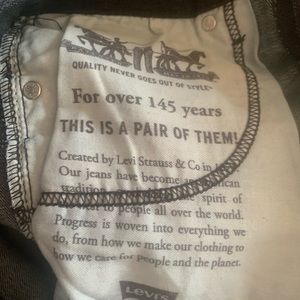 QUALITY NEVER GOES OUT OF STYLE
For over 145 years
THIS IS A PAIR OF THEM!
Created by Levi Strauss & Co in
Our jeans have become an
tradition spirit of
to people all over the world.
Progress is woven into everything we
do, from how we make our clothing to
how we care for people and the planet.
Levi's